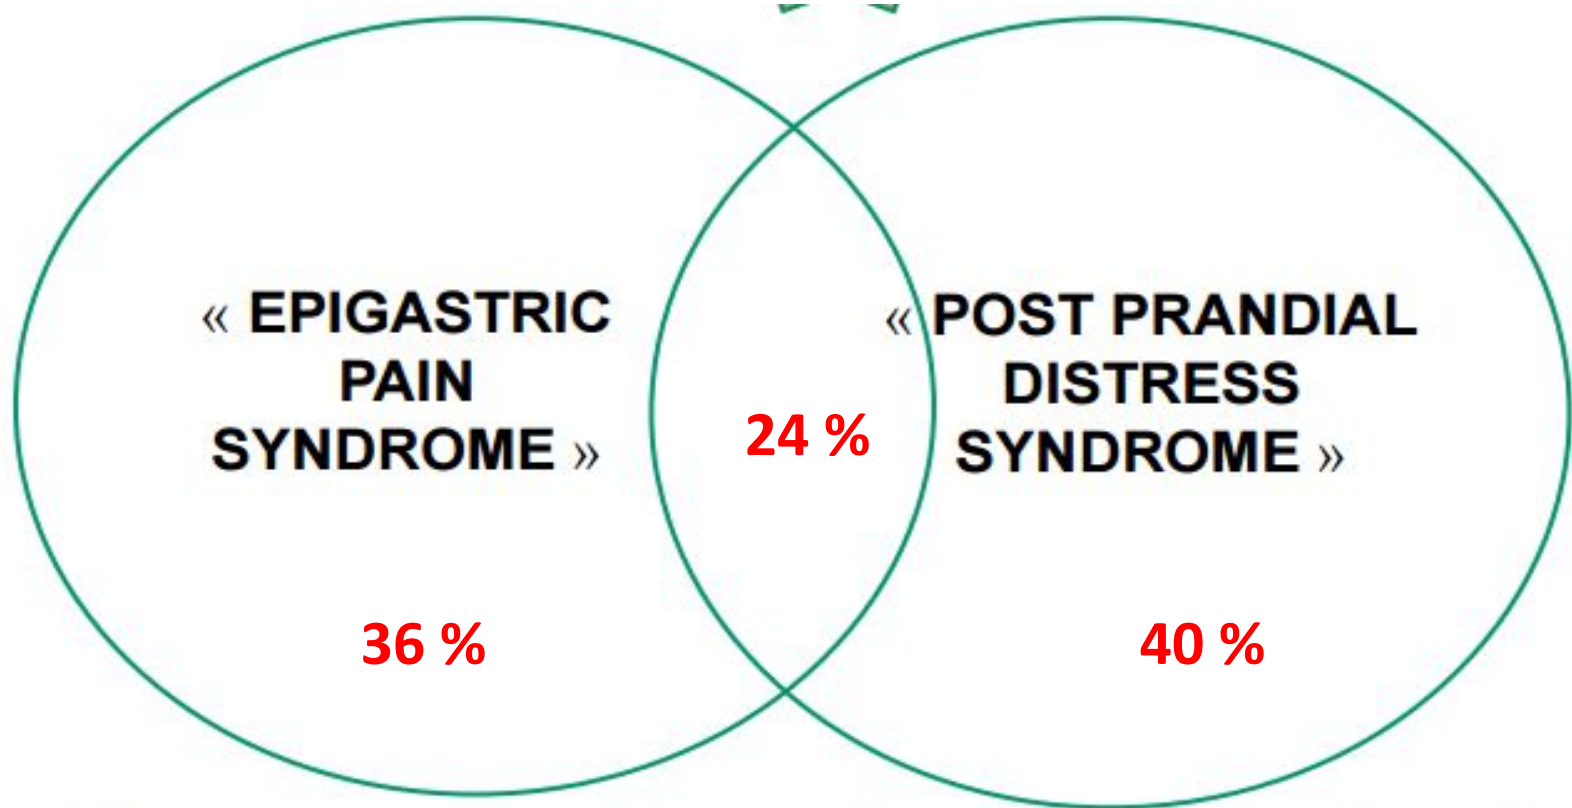 « EPIGASTRIC
PAIN
SYNDROME »
36 %
24 %
« POST PRANDIAL
DISTRESS
SYNDROME »
40 %